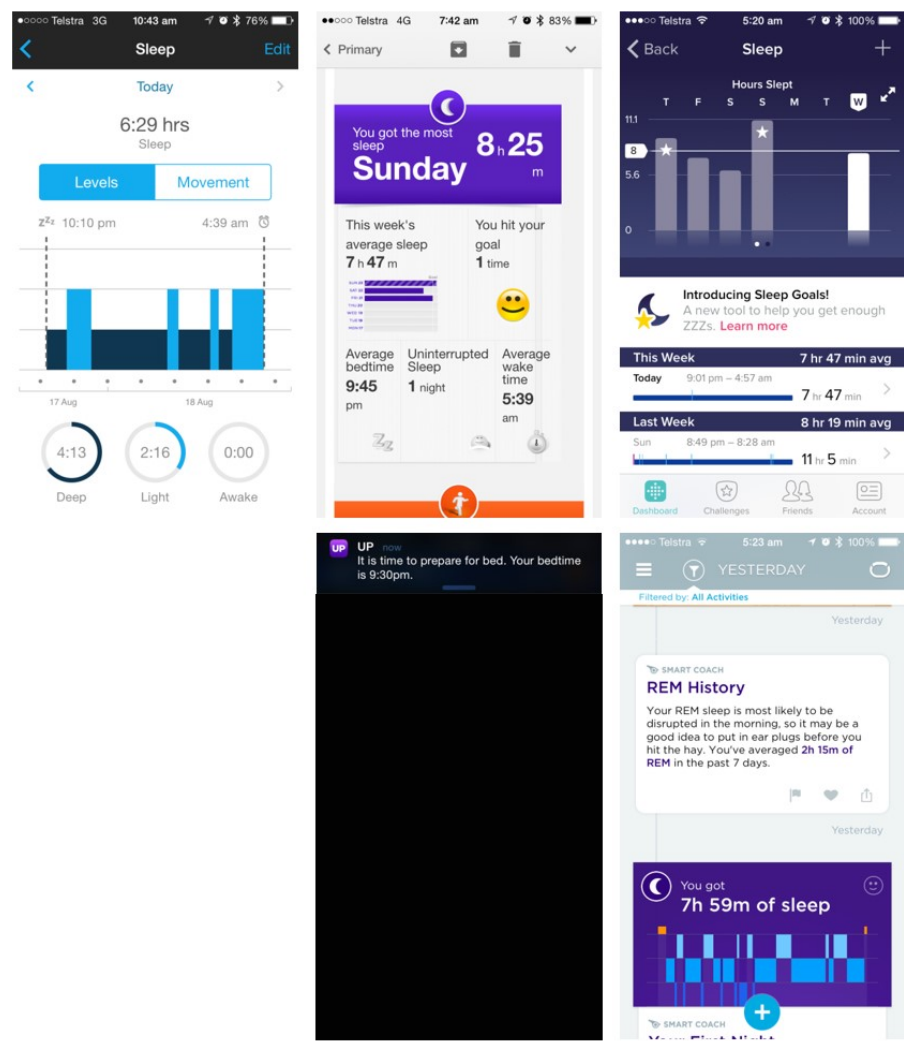 Telstra 3G 10:43 am 76%
Sleep Edit
Today
6:29 hrs
Sleep
Levels Movement
zZz 10:10 pm 4:39 am
17 Aug 18 Aug
4:13 2:16 0:00
Deep Light Awake
Telstra 4G 7:42 am 83%
Primary
You got the most
sleep
Sunday
8 h 25
m
This week's
average sleep
7 h 47 m
You hit your
goal
1 time
Average
bedtime
9:45
pm
Uninterrupted
Sleep
1 night
Average
wake
time
5:39
am
Telstra 5:20 am 100%
Back Sleep
Hours Slept
T F S S M T W
11.1
8
5.6
0
Introducing Sleep Goals!
A new tool to help you get enough
ZZZs. Learn more
This Week 7 hr 47 min avg
Today 9:01 pm – 4:57 am
7 hr 47 min
Last Week 8 hr 19 min avg
Sun 8:49 pm – 8:28 am
11 hr 5 min
Dashboard Challenges Friends Account
UP UP now
It is time to prepare for bed. Your bedtime
is 9:30pm.
Telstra 5:23 am 100%
YESTERDAY
Filtered by: All Activities
Yesterday
SMART COACH
REM History
Your REM sleep is most likely to be
disrupted in the morning, so it may be a
good idea to put in ear plugs before you
hit the hay. You've averaged 2h 15m of
REM in the past 7 days.
Yesterday
You got
7h 59m of sleep
SMART COACH
Your First Night